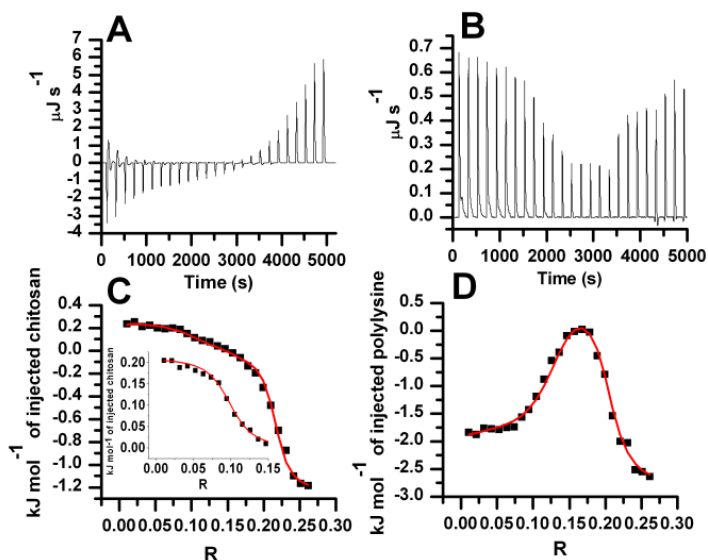 A
7
6
5
4
3
2
1
0
-1
-2
-3
-4
μJ s-1
0 1000 2000 3000 4000 5000
Time (s)
B
0.7
0.6
0.5
0.4
0.3
0.2
0.1
0.0
μJ s-1
0 1000 2000 3000 4000 5000
Time (s)
C
0.4
0.2
0.0
-0.2
-0.4
-0.6
-0.8
-1.0
-1.2
kJ mol-1 of injected chitosan
0.00 0.05 0.10 0.15 0.20 0.25 0.30
R
0.20
0.15
0.10
0.05
0.00
kJ mol-1 of injected chitosan
0.00 0.05 0.10 0.15
R
D
0.0
-0.5
-1.0
-1.5
-2.0
-2.5
-3.0
kJ mol-1 of injected polylysine
0.00 0.05 0.10 0.15 0.20 0.25 0.30
R